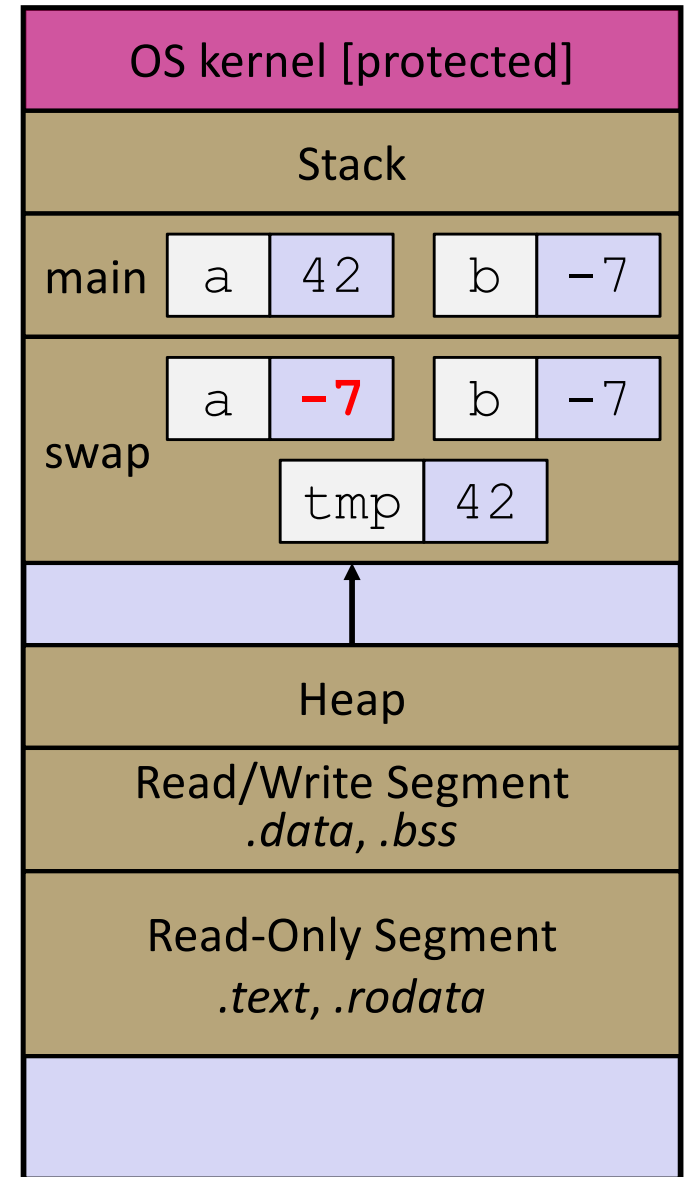 OS kernel [protected]
Stack
main a 42 b -7
a -7 b -7
swap
tmp 42
Heap
Read/Write Segment
.data, .bss
Read-Only Segment
.text, .rodata